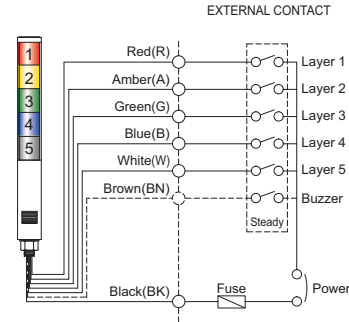 EXTERNAL CONTACT
Red(R)
Layer 1
Amber(A)
Layer 2
Green(G)
Layer 3
Blue(B)
Layer 4
White(W)
Layer 5
Brown(BN)
Buzzer
Steady
Black(BK)
Fuse
Power
1
2
3
4
5